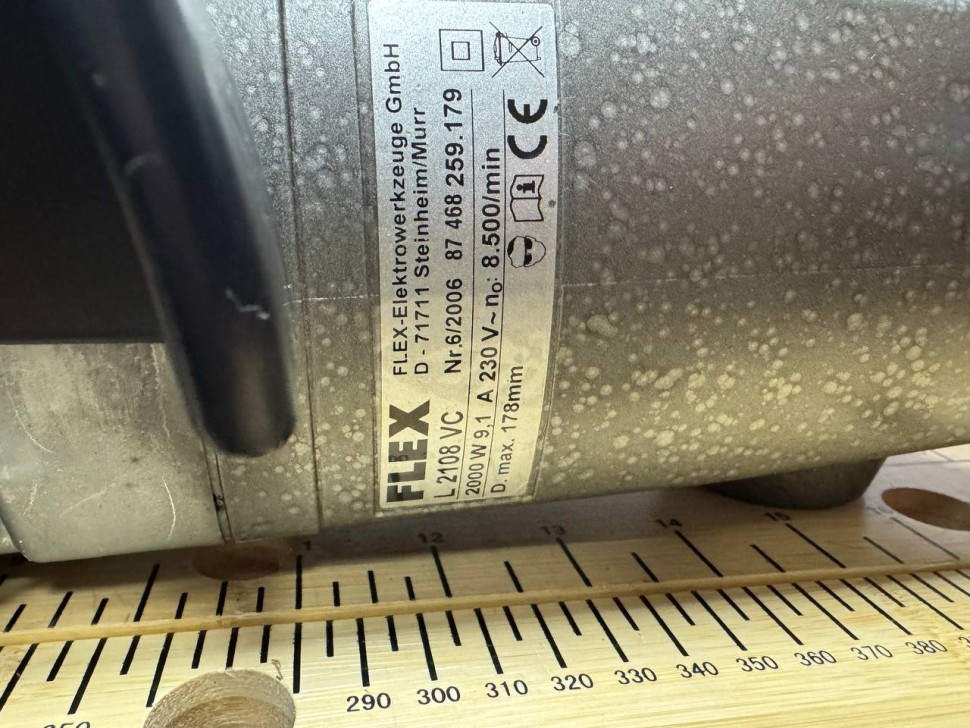 FLEX
FLEX-Elektrowerkzeuge GmbH
D - 71711 Steinheim/Murr
L 2108 VC
Nr.6/2006 87 468 259.179
2000 W 9,1 A 230 V~ no: 8.500/min
D. max. 178mm
CE
12 13 14 15
290 300 310 320 330 340 350 360 370 380